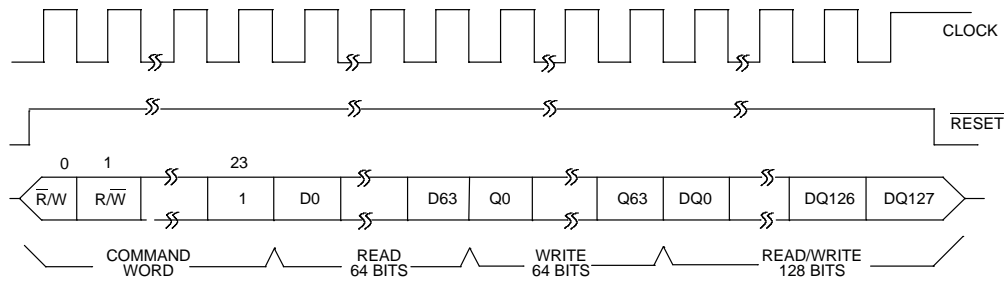 CLOCK
R̅E̅S̅E̅T̅
0 1 23
R̅/W R/W̅ 1 D0 D63 Q0 Q63 DQ0 DQ126 DQ127
COMMAND WORD
READ 64 BITS
WRITE 64 BITS
READ/WRITE 128 BITS